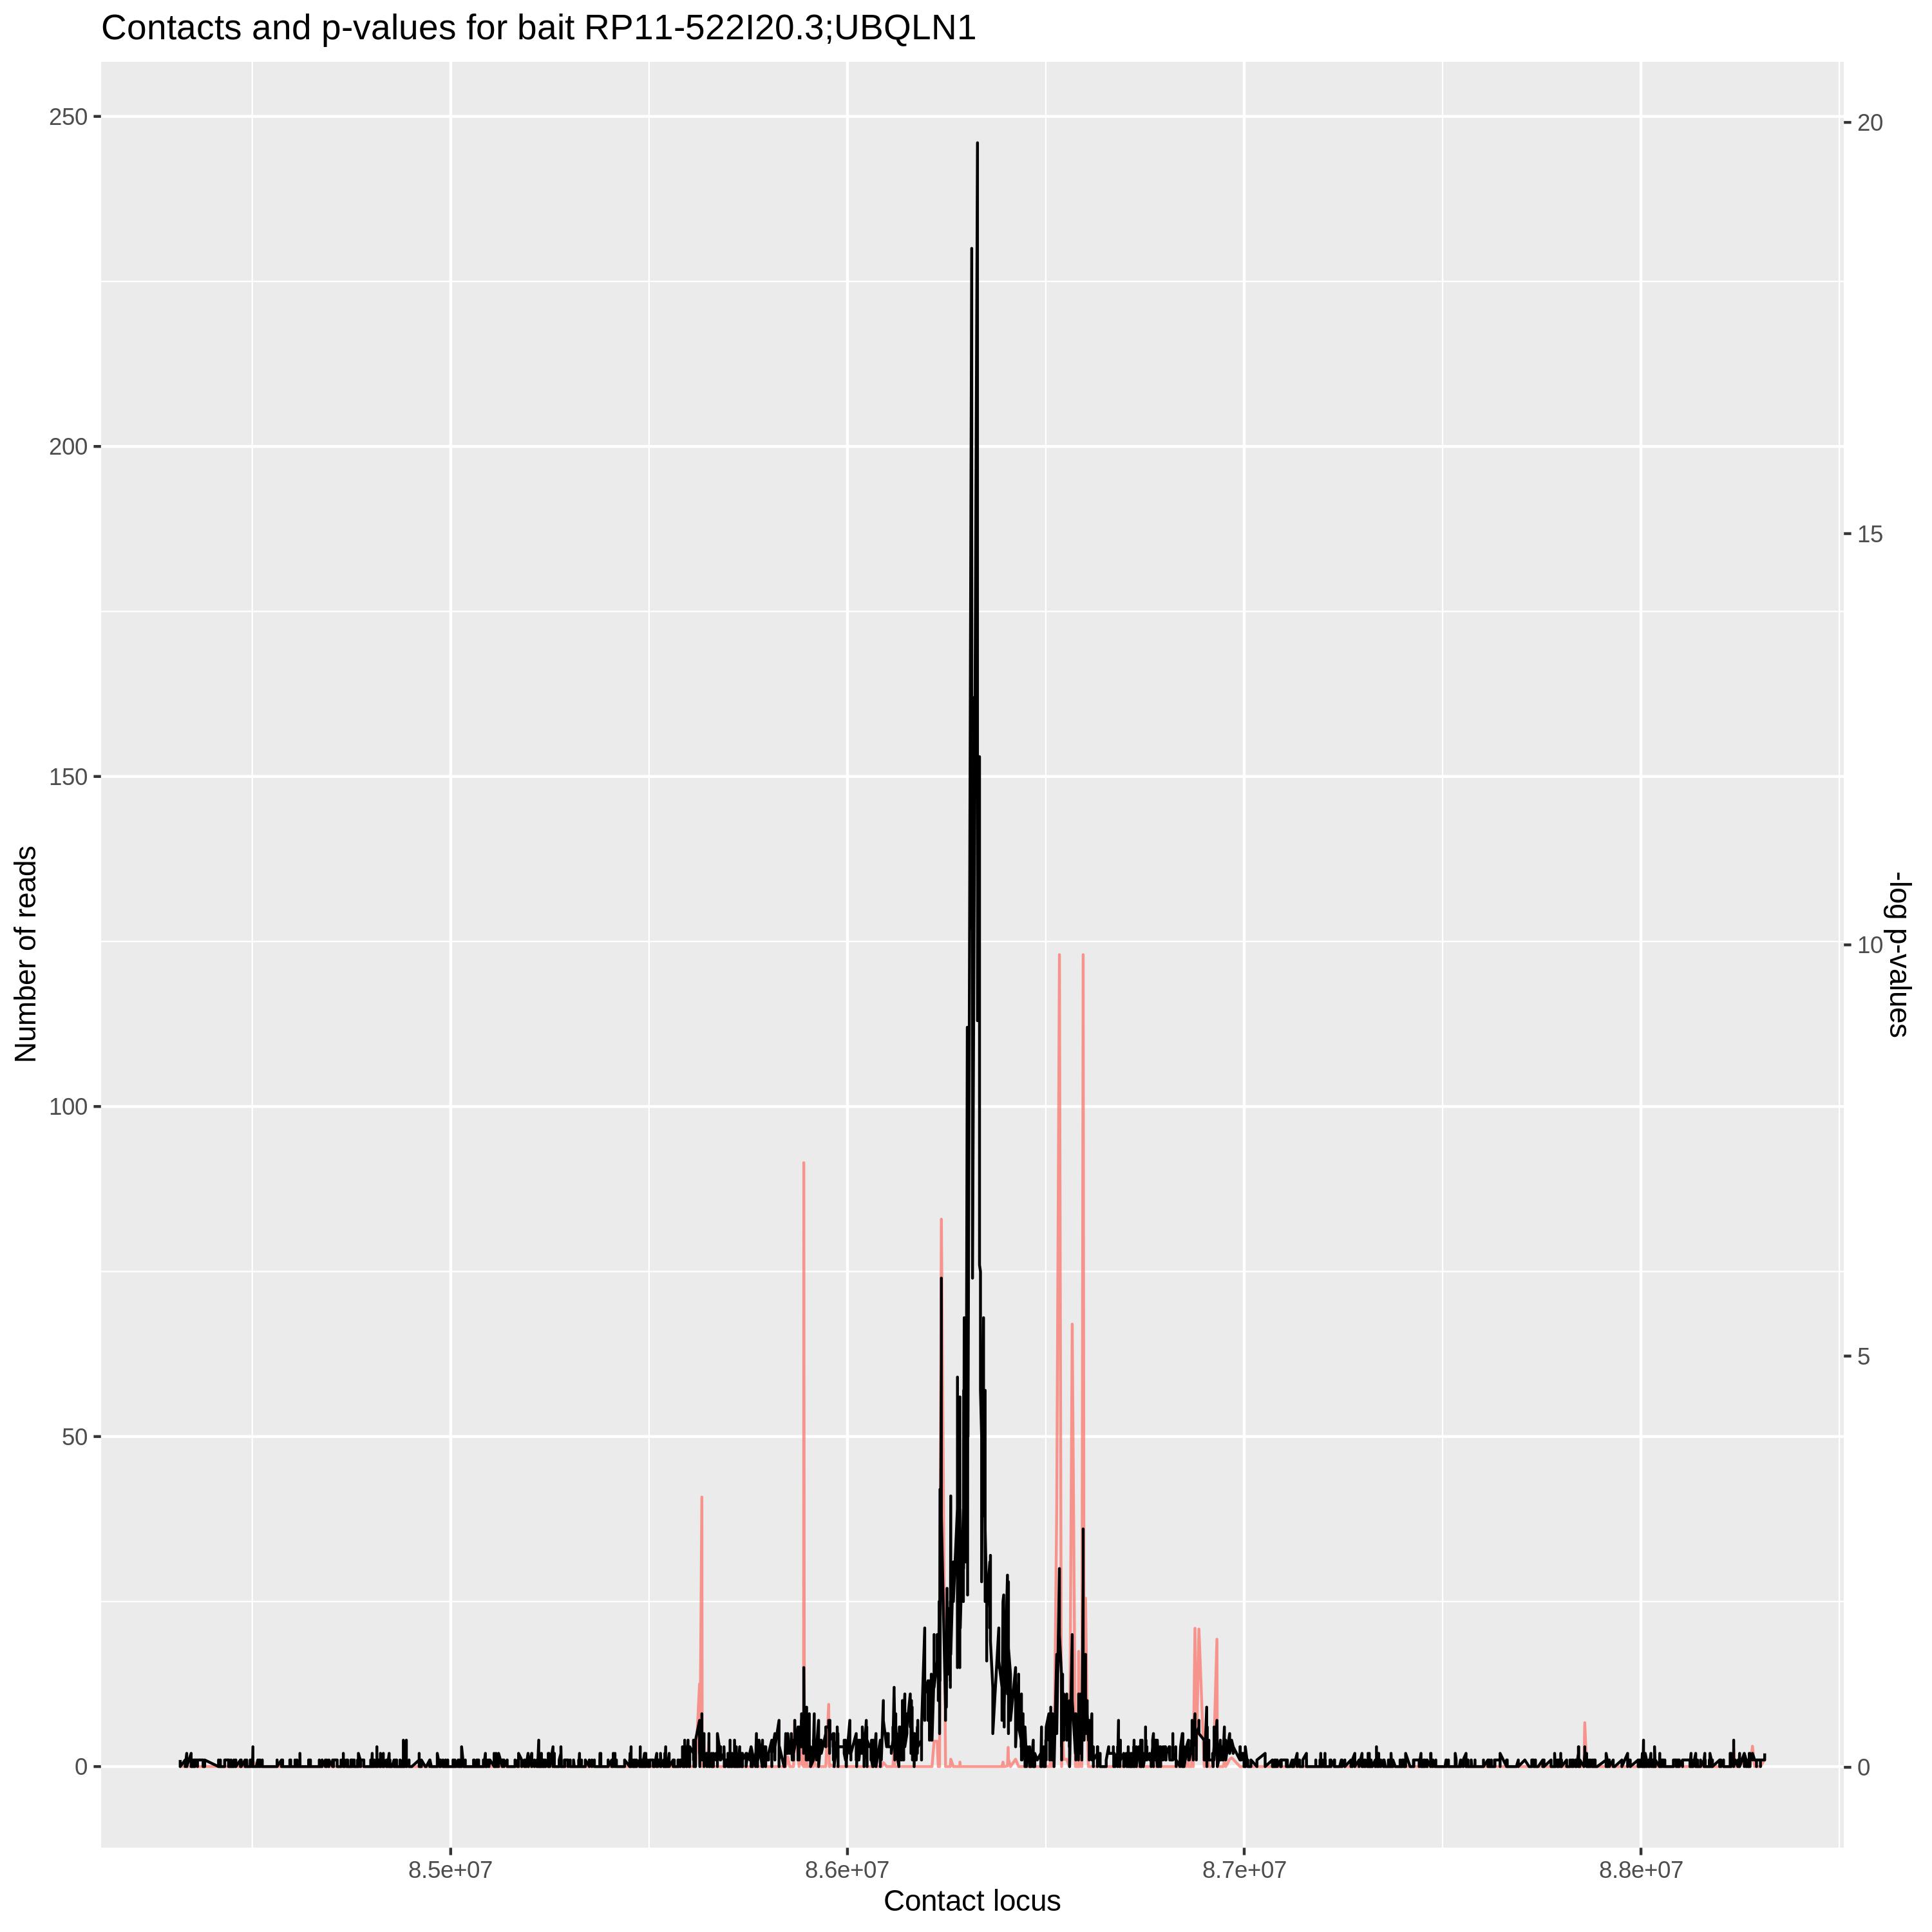 Contacts and p-values for bait RP11-522I20.3;UBQLN1
250
200
150
100
50
0
Number of reads
20
15
10
5
0
-log p-values
8.5e+07 8.6e+07 8.7e+07 8.8e+07
Contact locus